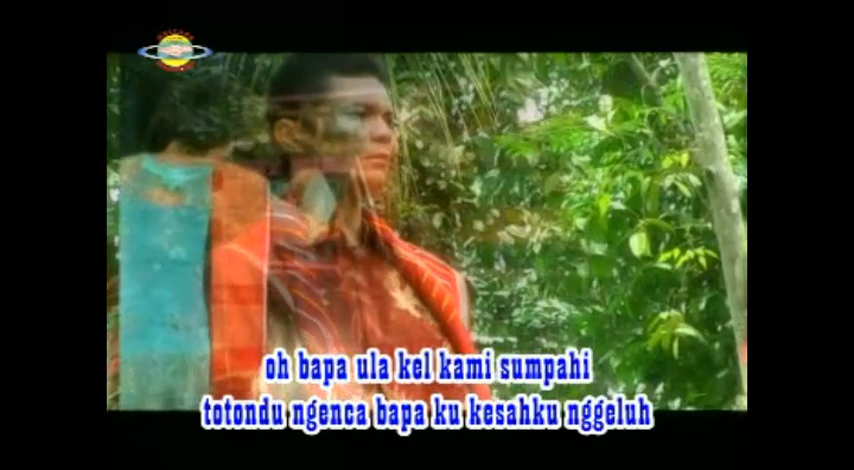 oh bapa ula kel kami sumpahi
totondu ngenca bapa ku kesahku nggeluh